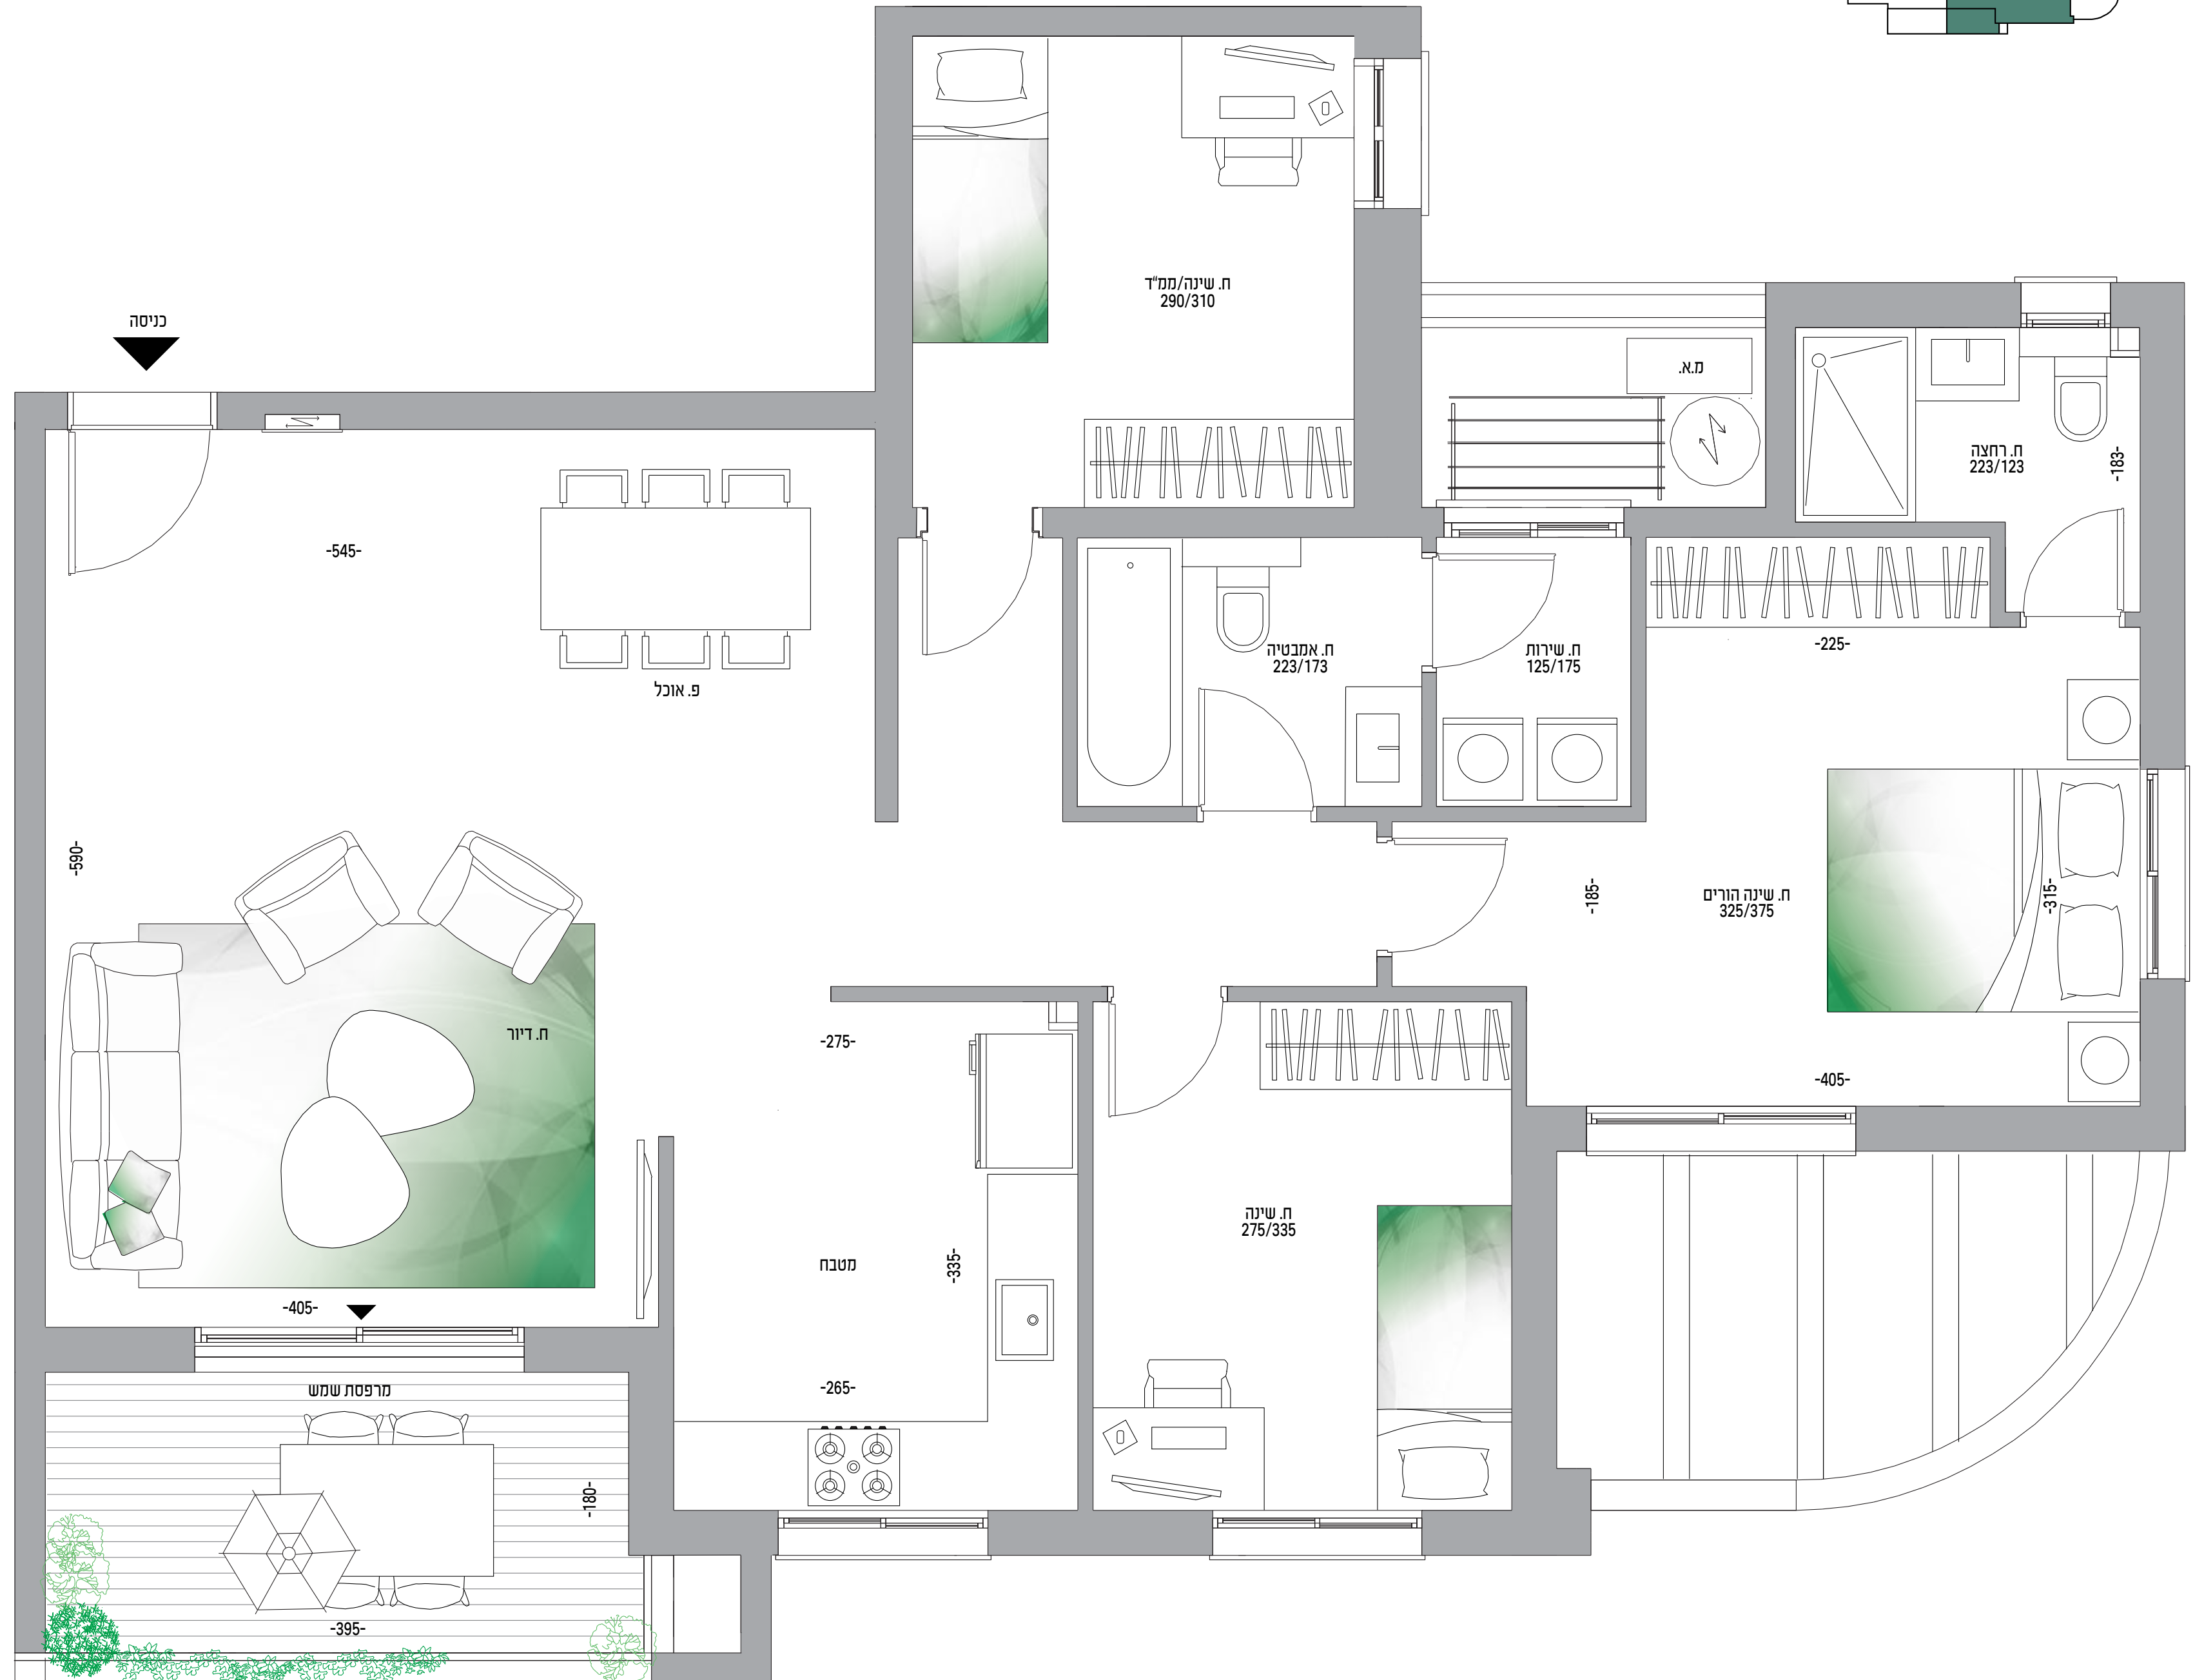 ח. שינה/ממ"ד
290/310
כניסה
מ.א.
ח. רחצה
223/123
-183-
-545-
פ. אוכל
ח. אמבטיה
223/173
ח. שירות
125/175
-225-
-590-
-185-
ח. שינה הורים
325/375
-315-
ח. דיור
-275-
-405-
ח. שינה
275/335
מטבח
-335-
-405-
-265-
מרפסת שמש
-180-
-395-